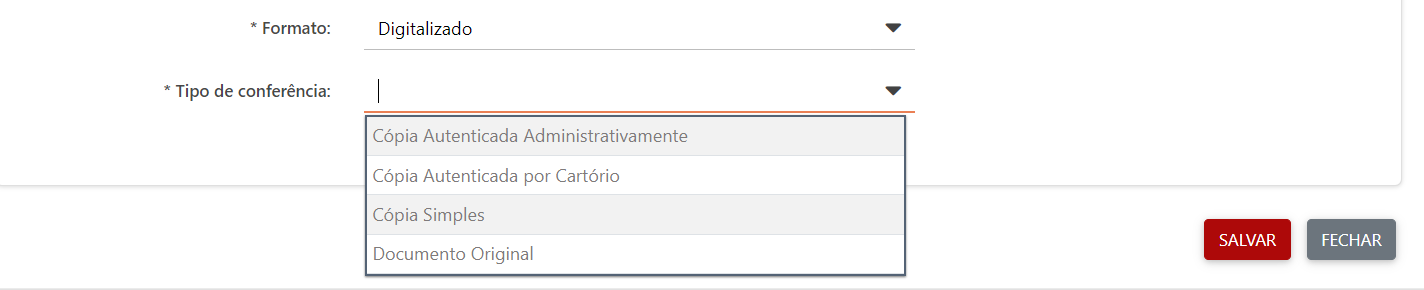 * Formato: Digitalizado
* Tipo de conferência:
Cópia Autenticada Administrativamente
Cópia Autenticada por Cartório
Cópia Simples
Documento Original
SALVAR FECHAR